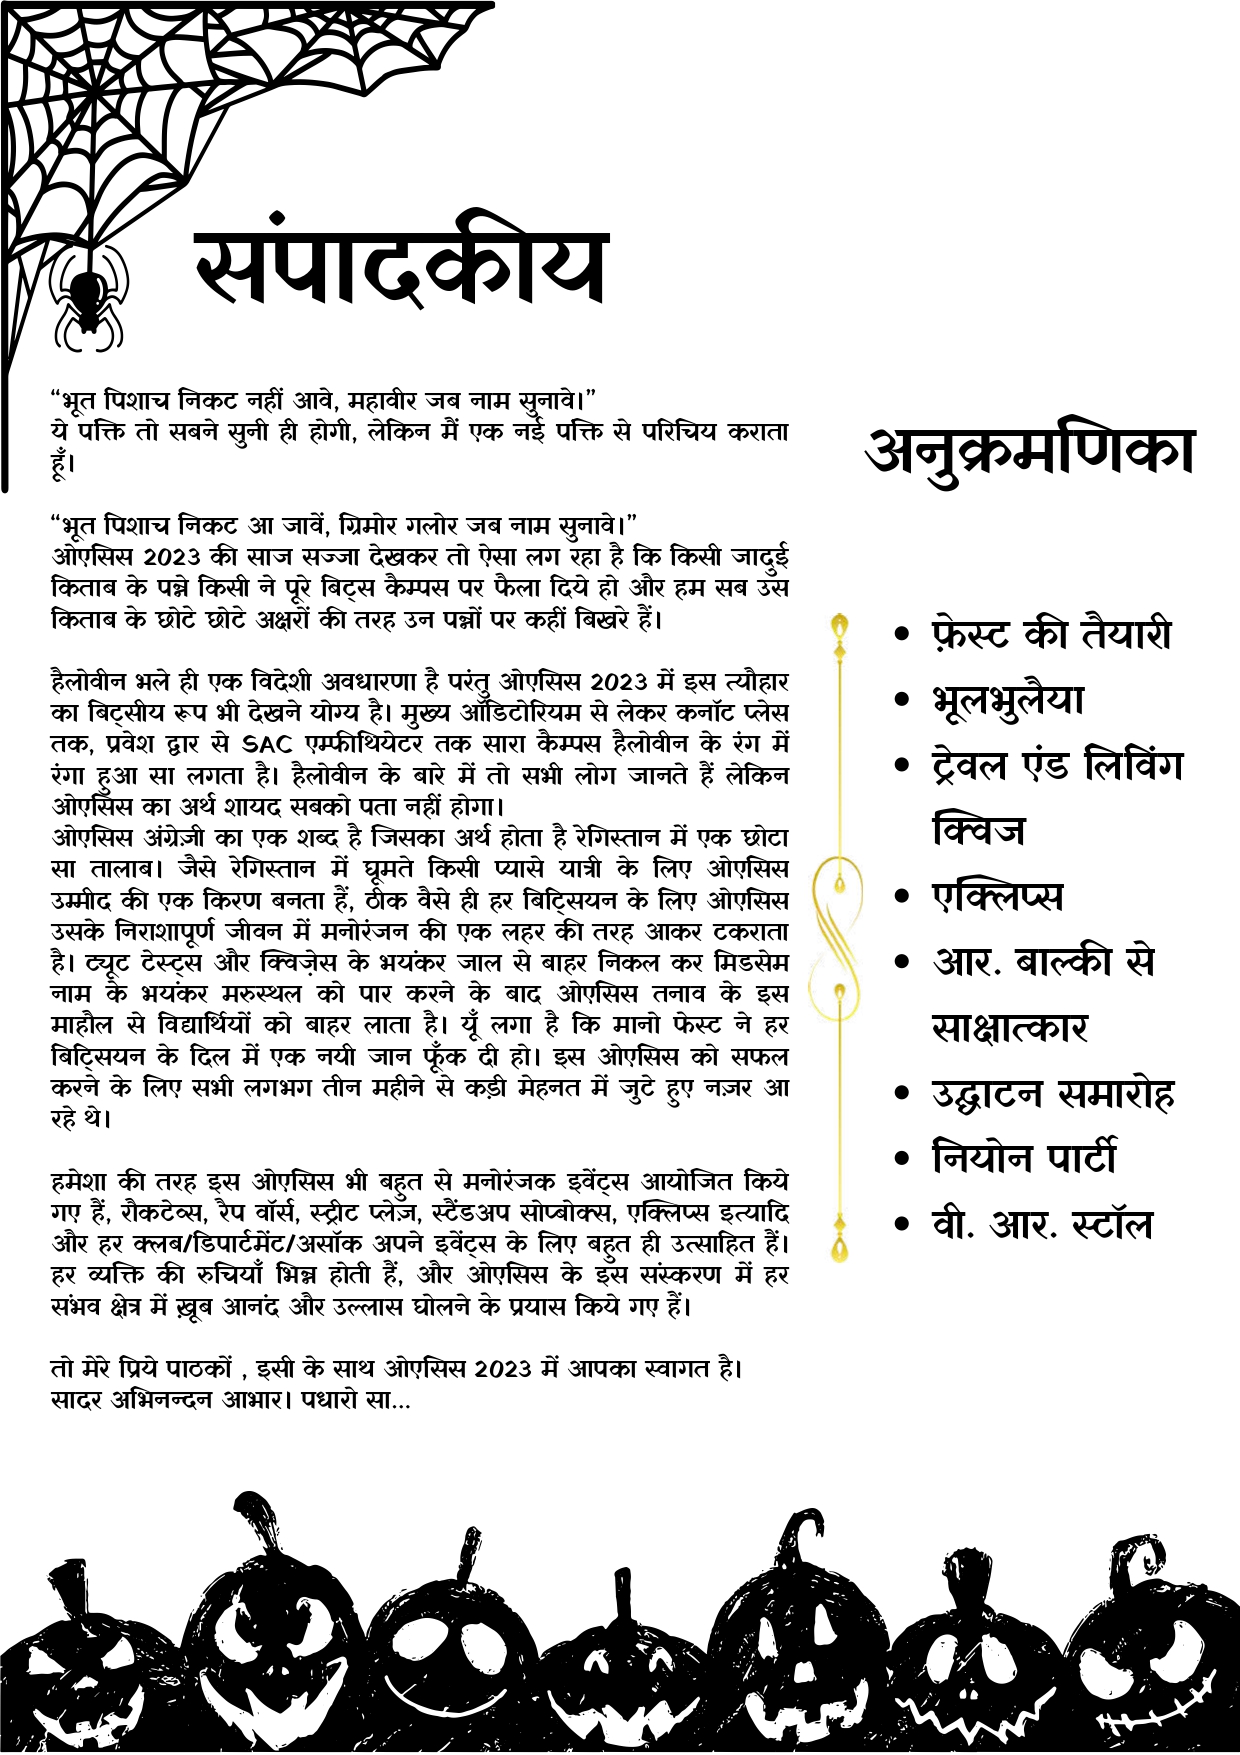 संपादकीय
“भूत पिशाच निकट नहीं आवे, महावीर जब नाम सुनावे।”
ये पक्ति तो सबने सुनी ही होगी, लेकिन मैं एक नई पक्ति से परिचिय कराता
हूँ।
“भूत पिशाच निकट आ जावें, ग्रिमोर गलोर जब नाम सुनावे।”
ओएसिस 2023 की साज सज्जा देखकर तो ऐसा लग रहा है कि किसी जादुई
किताब के पन्ने किसी ने पूरे बिट्स कैम्पस पर फैला दिये हो और हम सब उस
किताब के छोटे छोटे अक्षरों की तरह उन पन्नों पर कहीं बिखरे हैं।
हैलोवीन भले ही एक विदेशी अवधारणा है परंतु ओएसिस 2023 में इस त्यौहार
का बिट्सीय रूप भी देखने योग्य है। मुख्य ऑडिटोरियम से लेकर कनॉट प्लेस
तक, प्रवेश द्वार से SAC एम्फीथियेटर तक सारा कैम्पस हैलोवीन के रंग में
रंगा हुआ सा लगता है। हैलोवीन के बारे में तो सभी लोग जानते हैं लेकिन
ओएसिस का अर्थ शायद सबको पता नहीं होगा।
ओएसिस अंग्रेज़ी का एक शब्द है जिसका अर्थ होता है रेगिस्तान में एक छोटा
सा तालाब। जैसे रेगिस्तान में घूमते किसी प्यासे यात्री के लिए ओएसिस
उम्मीद की एक किरण बनता हैं, ठीक वैसे ही हर बिट्सियन के लिए ओएसिस
उसके निराशापूर्ण जीवन में मनोरंजन की एक लहर की तरह आकर टकराता
है। ट्यूट टेस्ट्स और क्विज़ेस के भयंकर जाल से बाहर निकल कर मिडसेम
नाम के भयंकर मरुस्थल को पार करने के बाद ओएसिस तनाव के इस
माहौल से विद्यार्थियों को बाहर लाता है। यूँ लगा है कि मानो फेस्ट ने हर
बिट्सियन के दिल में एक नयी जान फूँक दी हो। इस ओएसिस को सफल
करने के लिए सभी लगभग तीन महीने से कड़ी मेहनत में जुटे हुए नज़र आ
रहे थे।
हमेशा की तरह इस ओएसिस भी बहुत से मनोरंजक इवेंट्स आयोजित किये
गए हैं, रौकटेव्स, रैप वॉर्स, स्ट्रीट प्लेज़, स्टैंडअप सोप्बोक्स, एक्लिप्स इत्यादि
और हर क्लब/डिपार्टमेंट/असॉक अपने इवेंट्स के लिए बहुत ही उत्साहित हैं।
हर व्यक्ति की रुचियाँ भिन्न होती हैं, और ओएसिस के इस संस्करण में हर
संभव क्षेत्र में ख़ूब आनंद और उल्लास घोलने के प्रयास किये गए हैं।
तो मेरे प्रिये पाठकों , इसी के साथ ओएसिस 2023 में आपका स्वागत है।
सादर अभिनन्दन आभार। पधारो सा...
अनुक्रमणिका
• फ़ेस्ट की तैयारी
• भूलभुलैया
• ट्रेवल एंड लिविंग
क्विज
• एक्लिप्स
• आर. बाल्की से
साक्षात्कार
• उद्घाटन समारोह
• नियोन पार्टी
• वी. आर. स्टॉल